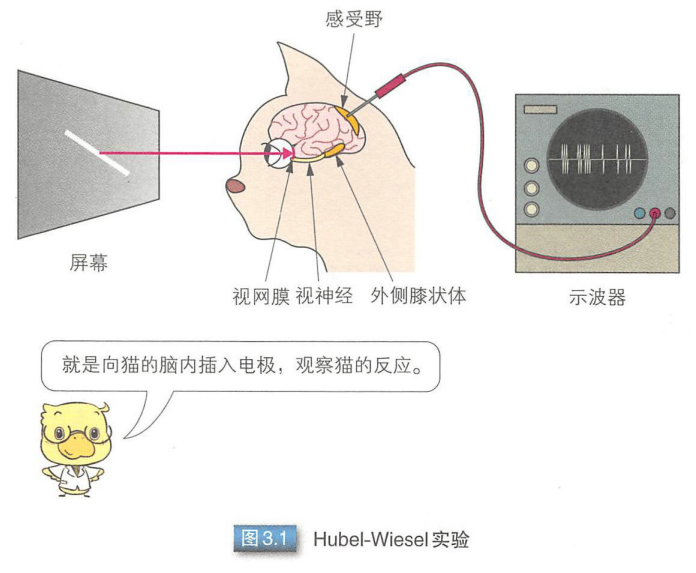 感受野
屏幕
视网膜 视神经 外侧膝状体
示波器
就是向猫的脑内插入电极，观察猫的反应。
图3.1 Hubel-Wiesel实验